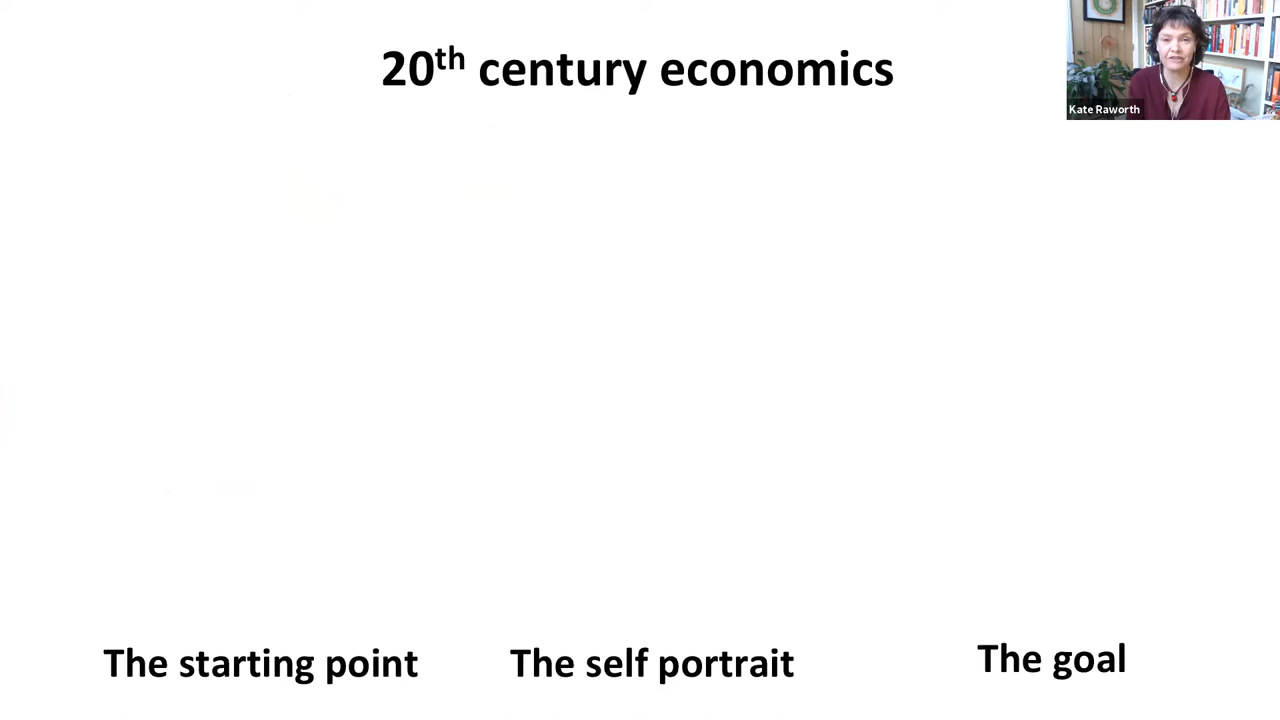 20th century economics
Kate Raworth
The starting point
The self portrait
The goal